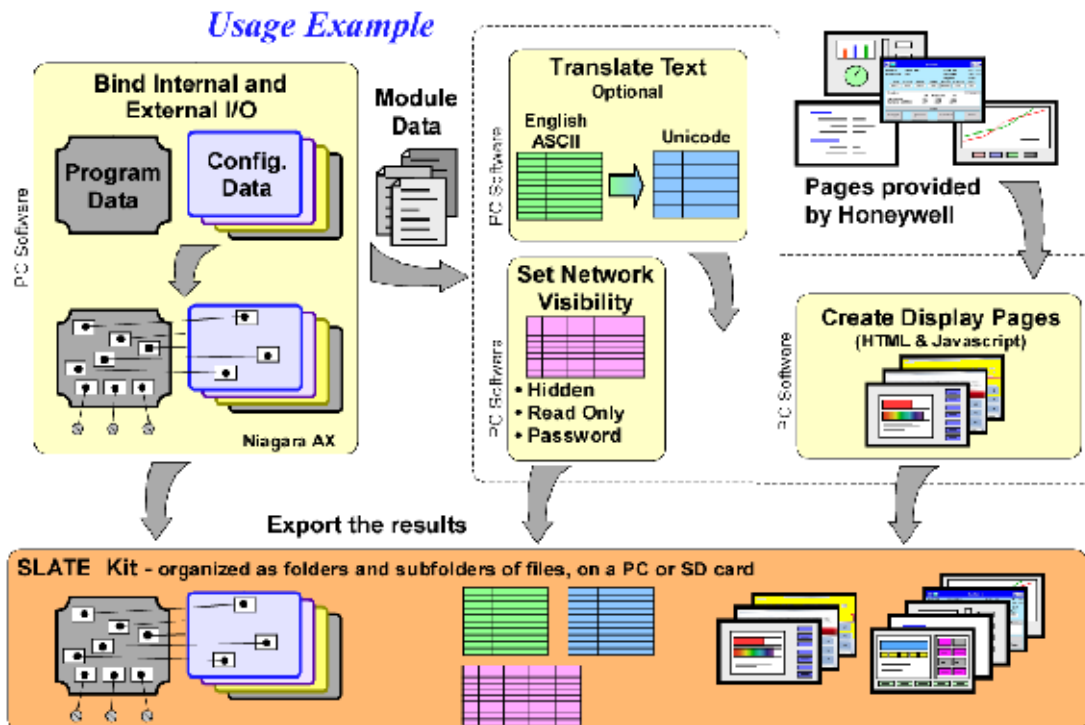 Usage Example
Bind Internal and
External I/O
Program
Data
Config.
Data
PC Software
Niagara AX
Module
Data
Translate Text
Optional
English
ASCII
Unicode
PC Software
Set Network
Visibility
• Hidden
• Read Only
• Password
PC Software
Pages provided
by Honeywell
Create Display Pages
(HTML & Javascript)
PC Software
Export the results
SLATE Kit - organized as folders and subfolders of files, on a PC or SD card